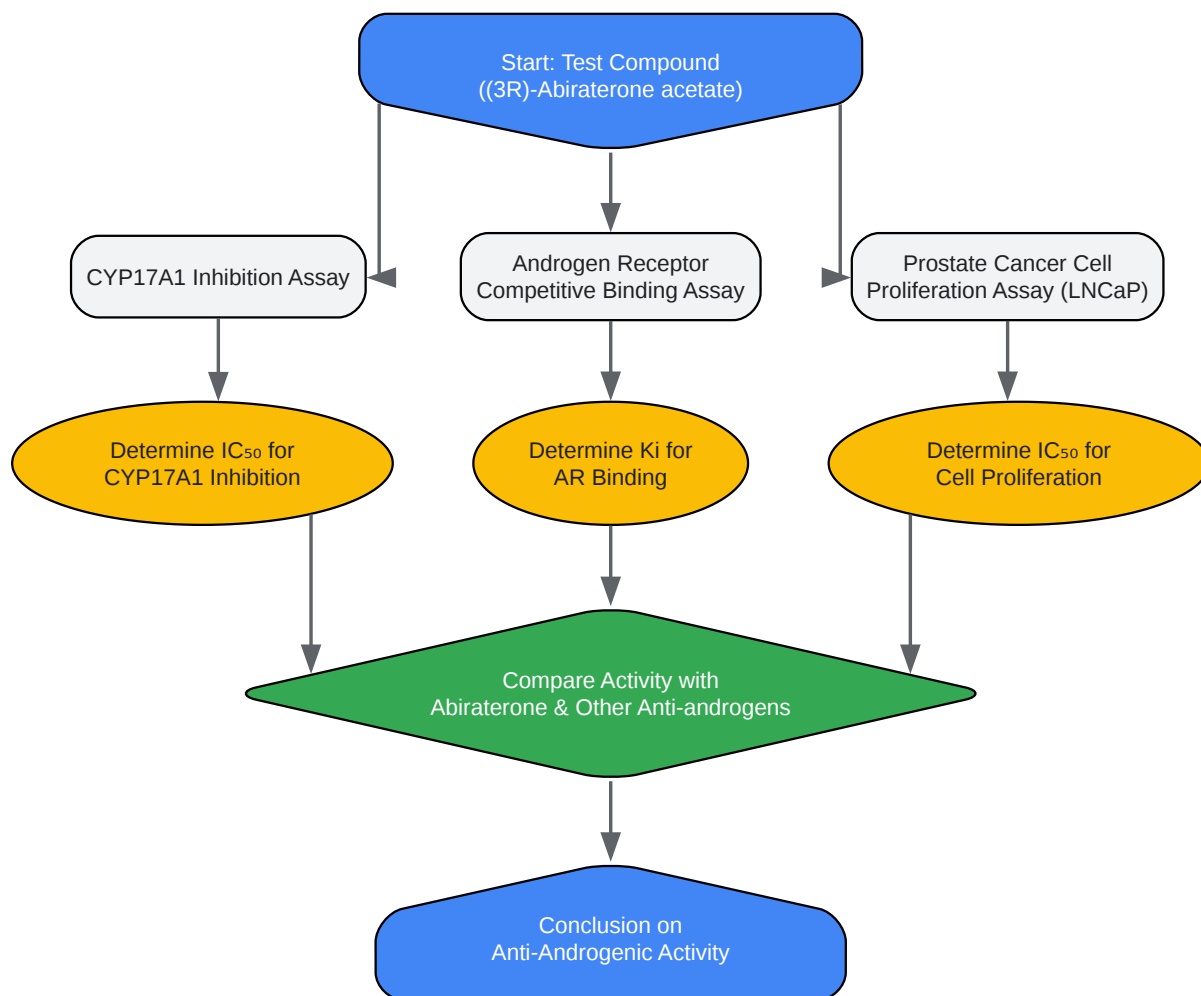 Start: Test Compound
((3R)-Abiraterone acetate)
CYP17A1 Inhibition Assay
Androgen Receptor
Competitive Binding Assay
Prostate Cancer Cell
Proliferation Assay (LNCaP)
Determine IC₅₀ for
CYP17A1 Inhibition
Determine Ki for
AR Binding
Determine IC₅₀ for
Cell Proliferation
Compare Activity with
Abiraterone & Other Anti-androgens
Conclusion on
Anti-Androgenic Activity